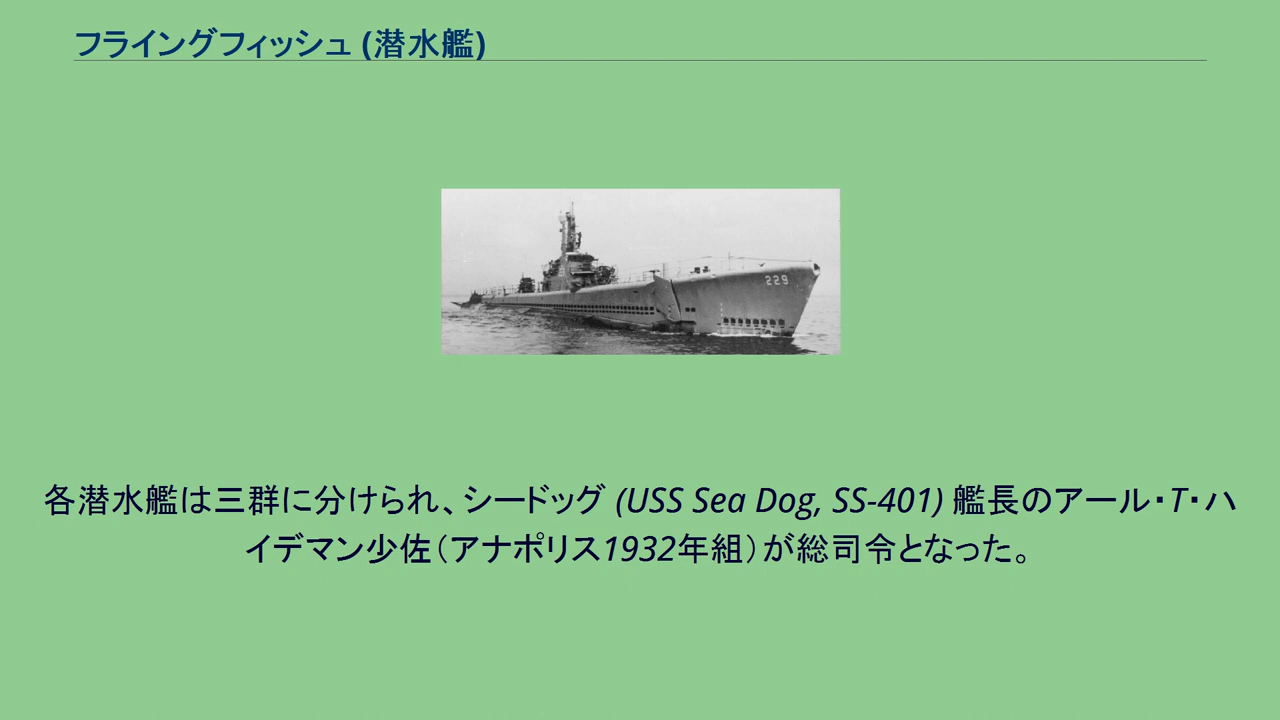 フライングフィッシュ (潜水艦)
229
各潜水艦は三群に分けられ、シードッグ (USS Sea Dog, SS-401) 艦長のアール・T・ハ
イデマン少佐（アナポリス1932年組）が総司令となった。